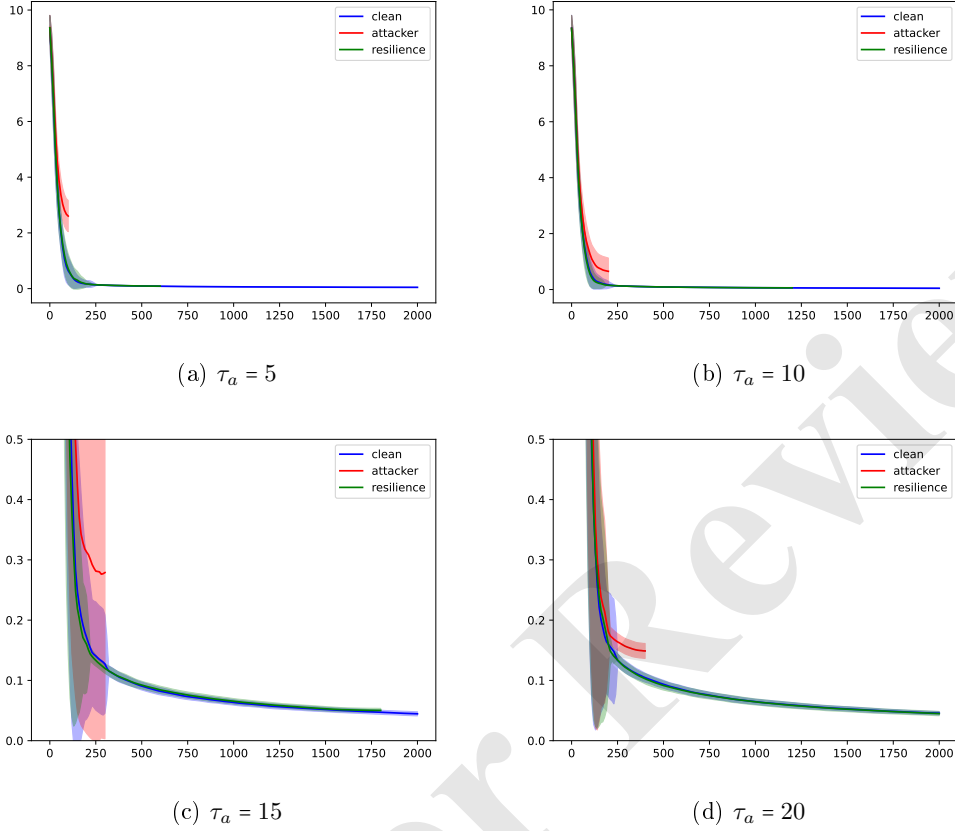 10
8
6
4
2
0
0 250 500 750 1000 1250 1500 1750 2000
clean
attacker
resilience
(a) τₐ = 5
10
8
6
4
2
0
0 250 500 750 1000 1250 1500 1750 2000
clean
attacker
resilience
(b) τₐ = 10
0.5
0.4
0.3
0.2
0.1
0.0
0 250 500 750 1000 1250 1500 1750 2000
clean
attacker
resilience
(c) τₐ = 15
0.5
0.4
0.3
0.2
0.1
0.0
0 250 500 750 1000 1250 1500 1750 2000
clean
attacker
resilience
(d) τₐ = 20
r Revie